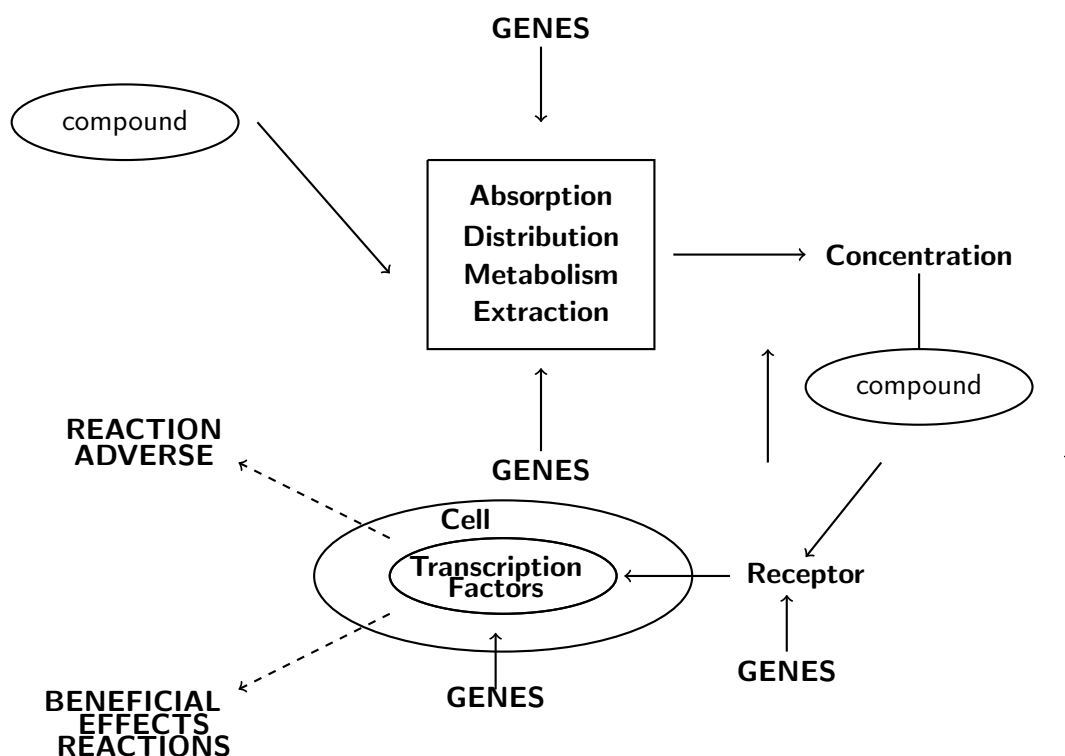 GENES
compound
Absorption
Distribution
Metabolism
Extraction
Concentration
compound
REACTION
ADVERSE
GENES
Cell
Transcription
Factors
Receptor
GENES
GENES
BENEFICIAL
EFFECTS
REACTIONS